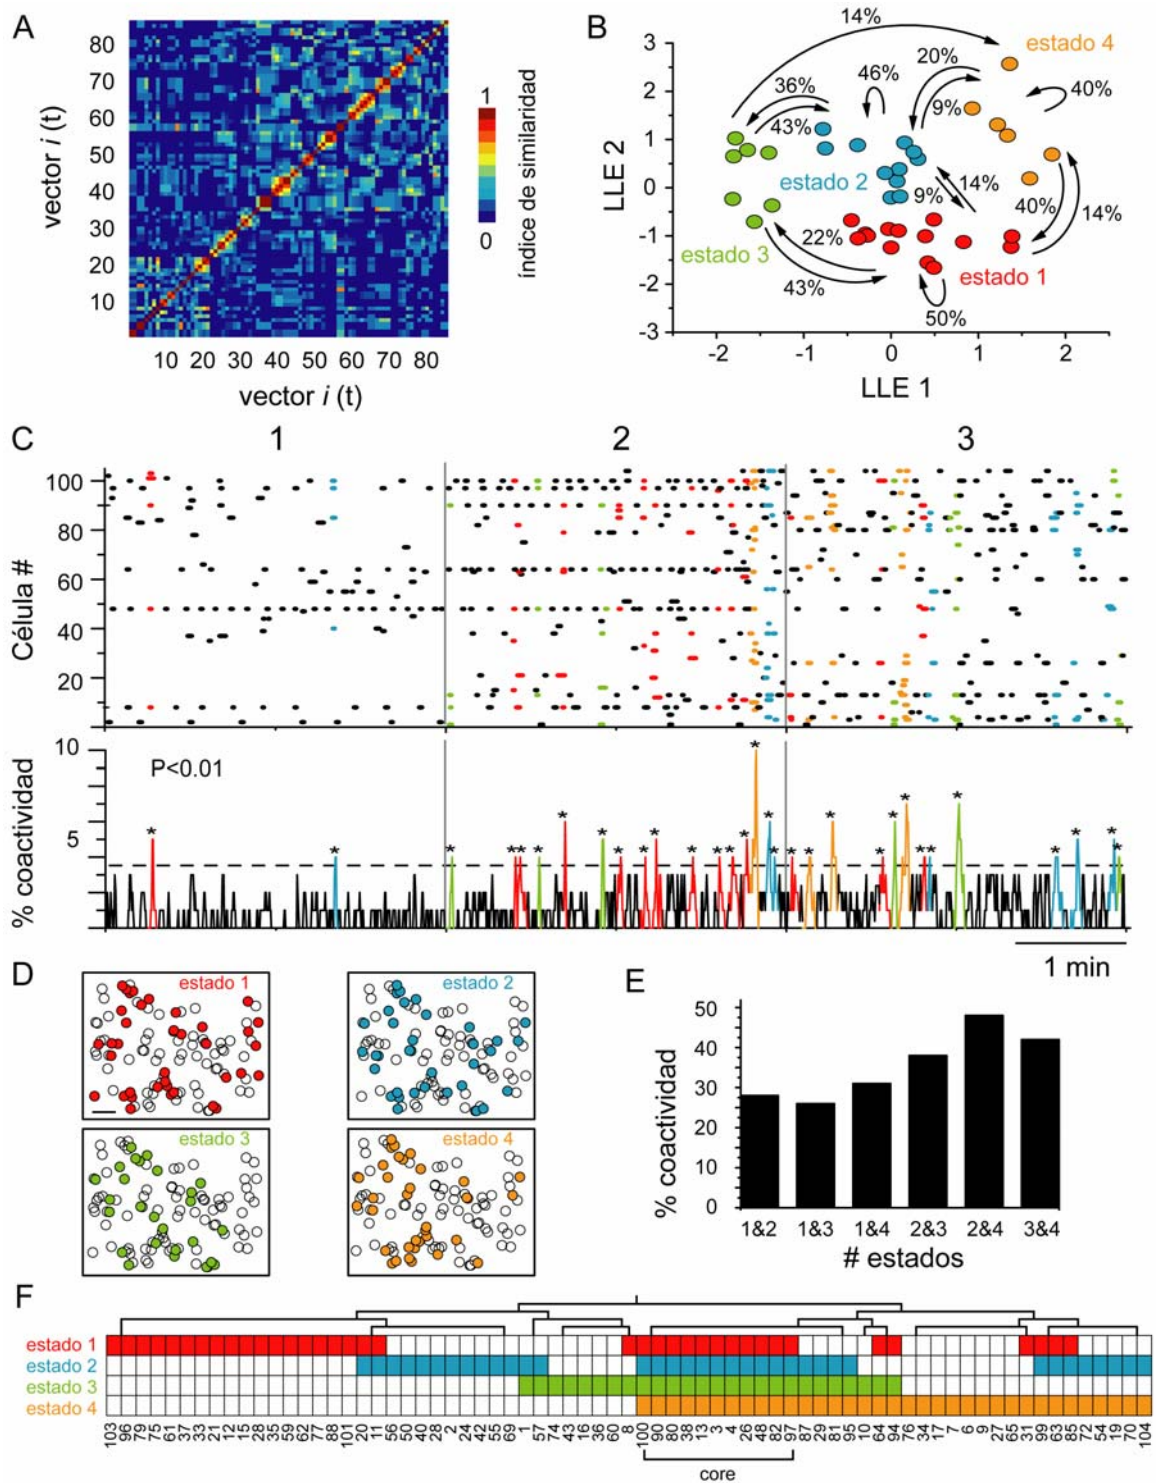 A
vector i (t)
80
70
60
50
40
30
20
10
10 20 30 40 50 60 70 80
vector i (t)
1
0
índice de similaridad
B
LLE 2
3
2
1
0
-1
-2
-3
-2 -1 0 1 2
LLE 1
14%
estado 4
20%
46%
36%
40%
9%
43%
estado 2
14%
9%
40%
14%
22%
estado 3
estado 1
43%
50%
C
1 2 3
Célula #
100
80
60
40
20
% coactividad
10
5
P<0.01
1 min
D
estado 1
estado 2
estado 3
estado 4
E
% coactividad
50
40
30
20
10
0
1&2 1&3 1&4 2&3 2&4 3&4
# estados
F
estado 1
estado 2
estado 3
estado 4
103 96 79 75 61 37 33 21 12 15 28 35 59 62 77 88 101 20 11 56 50 40 28 2 24 42 55 69 1 57 74 43 16 36 60 8 100 90 80 38 13 3 4 26 48 82 97 87 29 81 95 10 64 94 76 34 17 7 6 9 27 65 31 99 63 85 72 54 19 70 104
core